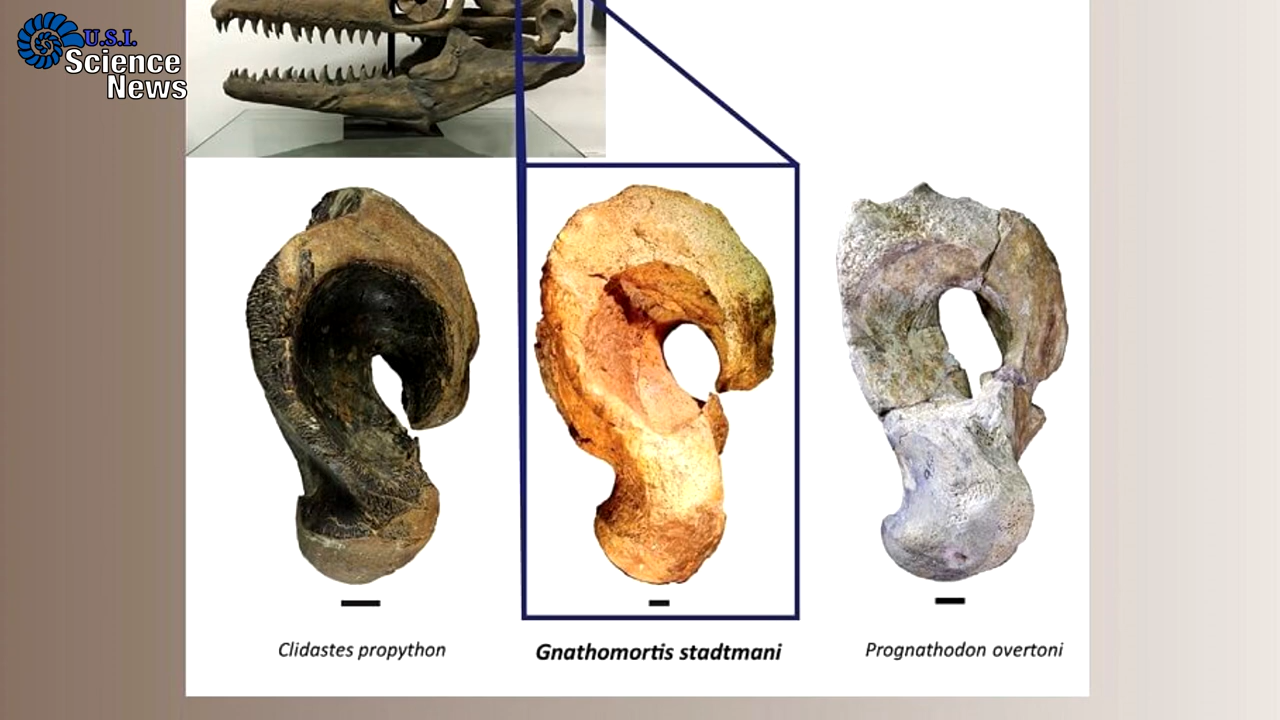 U.S.I.
Science
News
Clidastes propython
Gnathomortis stadtmani
Prognathodon overtoni